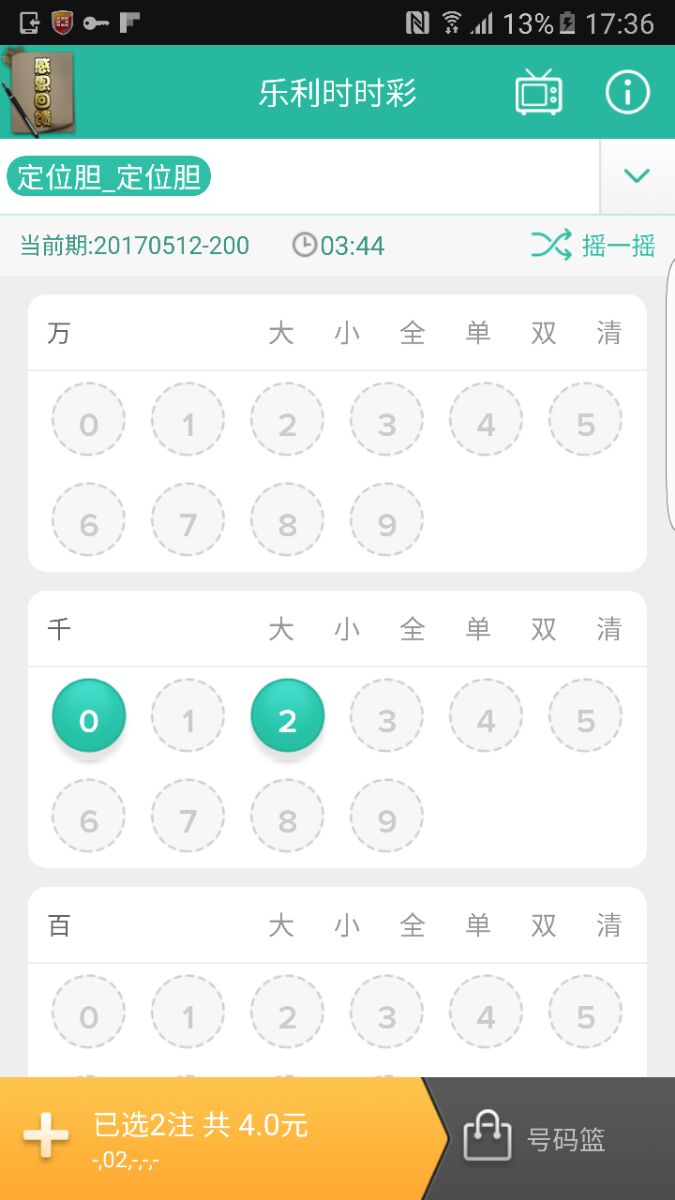 13% 17:36
感恩回馈
乐利时时彩
定位胆_定位胆
当前期:20170512-200 03:44 摇一摇
万 大 小 全 单 双 清
0 1 2 3 4 5
6 7 8 9
千 大 小 全 单 双 清
0 1 2 3 4 5
6 7 8 9
百 大 小 全 单 双 清
0 1 2 3 4 5
已选2注 共 4.0元
-,02,-,-,-
号码篮